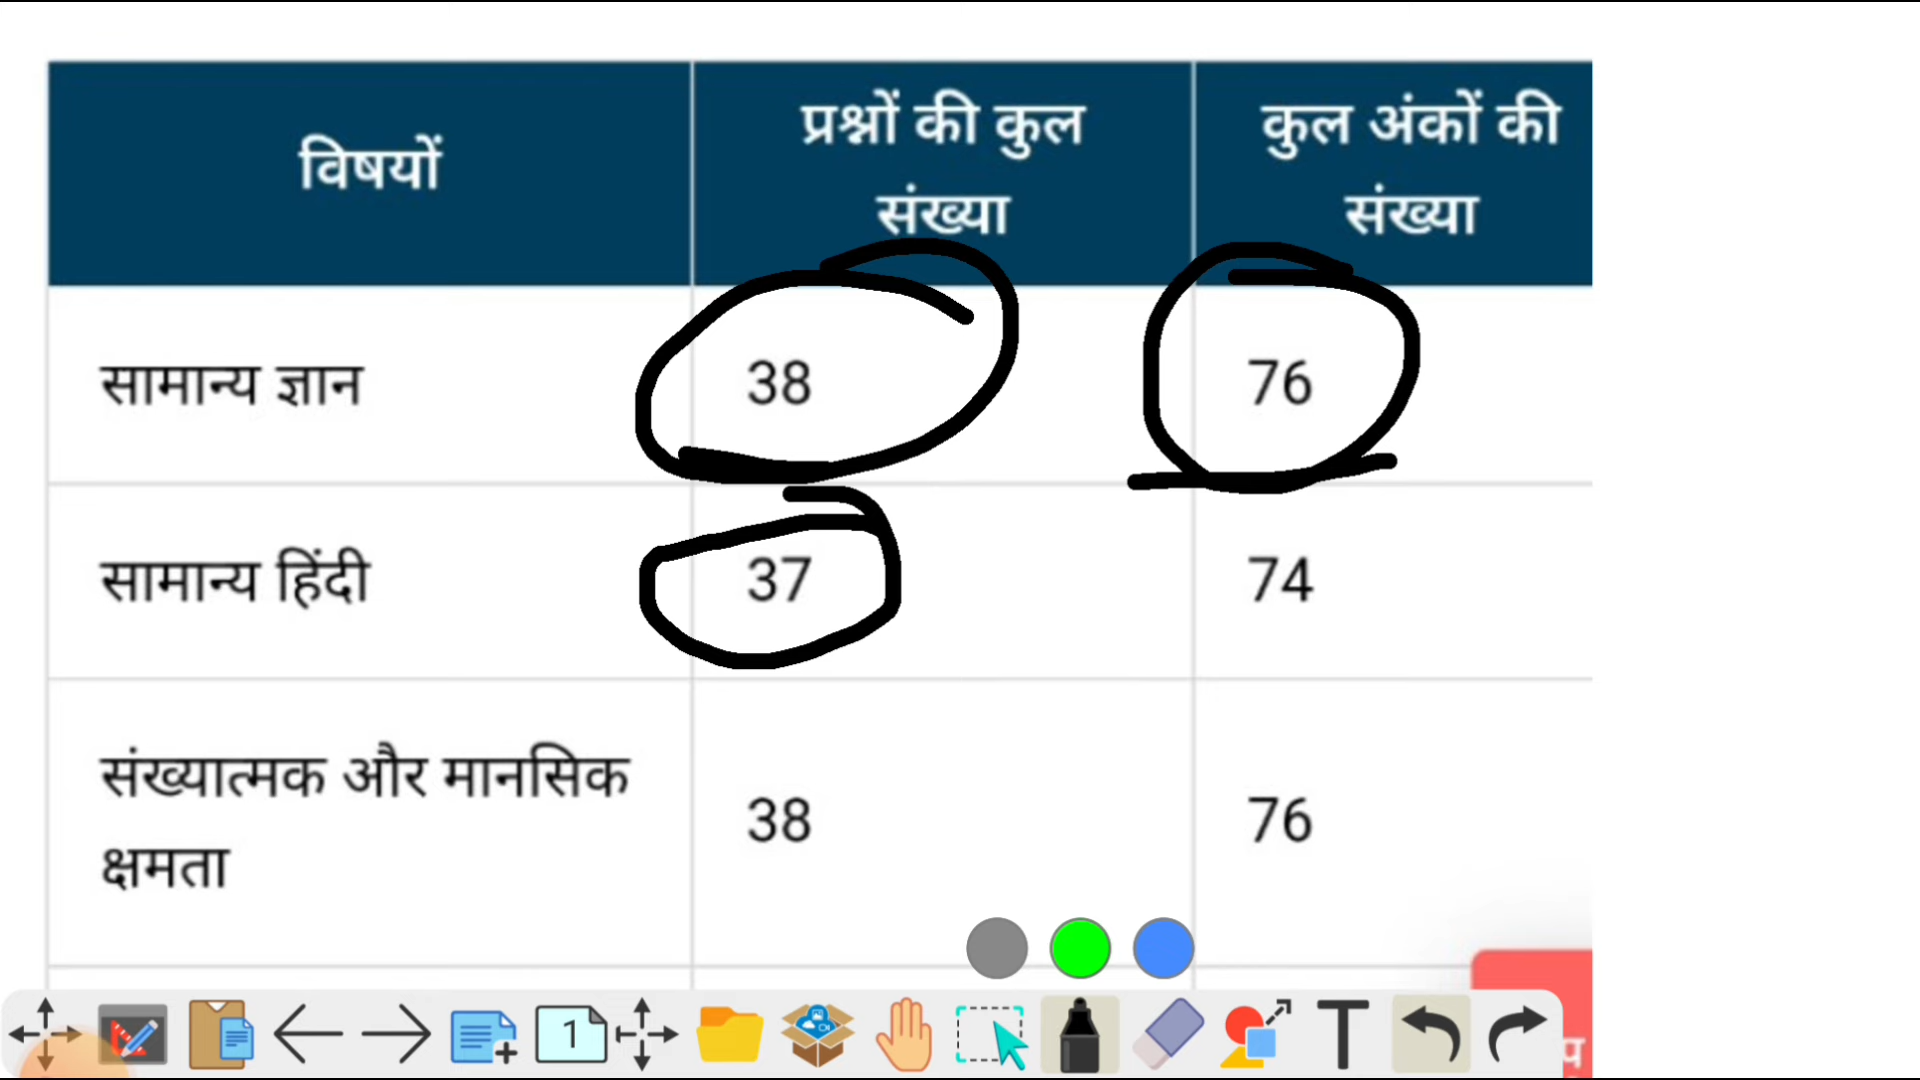 विषयों
प्रश्नों की कुल
संख्या
कुल अंकों की
संख्या
सामान्य ज्ञान
38
76
सामान्य हिंदी
37
74
संख्यात्मक और मानसिक
क्षमता
38
76
1
T